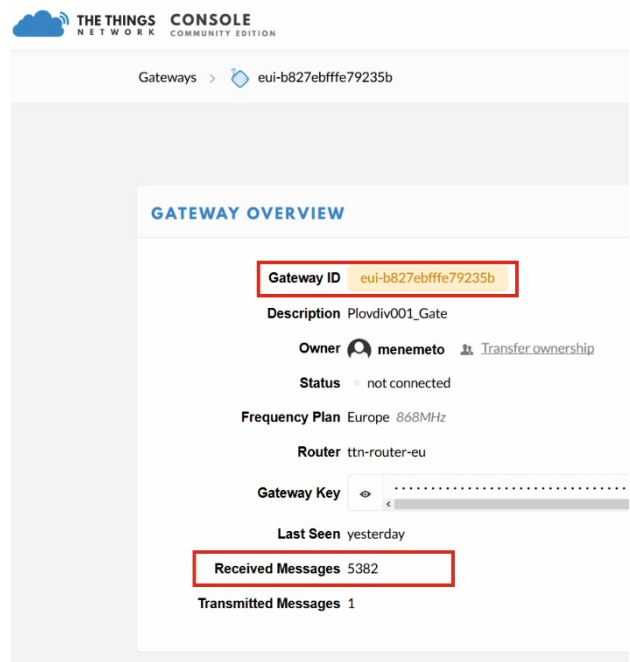 THE THINGS CONSOLE
NETWORK COMMUNITY EDITION
Gateways > eui-b827ebfffe79235b
GATEWAY OVERVIEW
Gateway ID eui-b827ebfffe79235b
Description Plovdiv001_Gate
Owner menemeto Transfer ownership
Status not connected
Frequency Plan Europe 868MHz
Router ttn-router-eu
Gateway Key
Last Seen yesterday
Received Messages 5382
Transmitted Messages 1